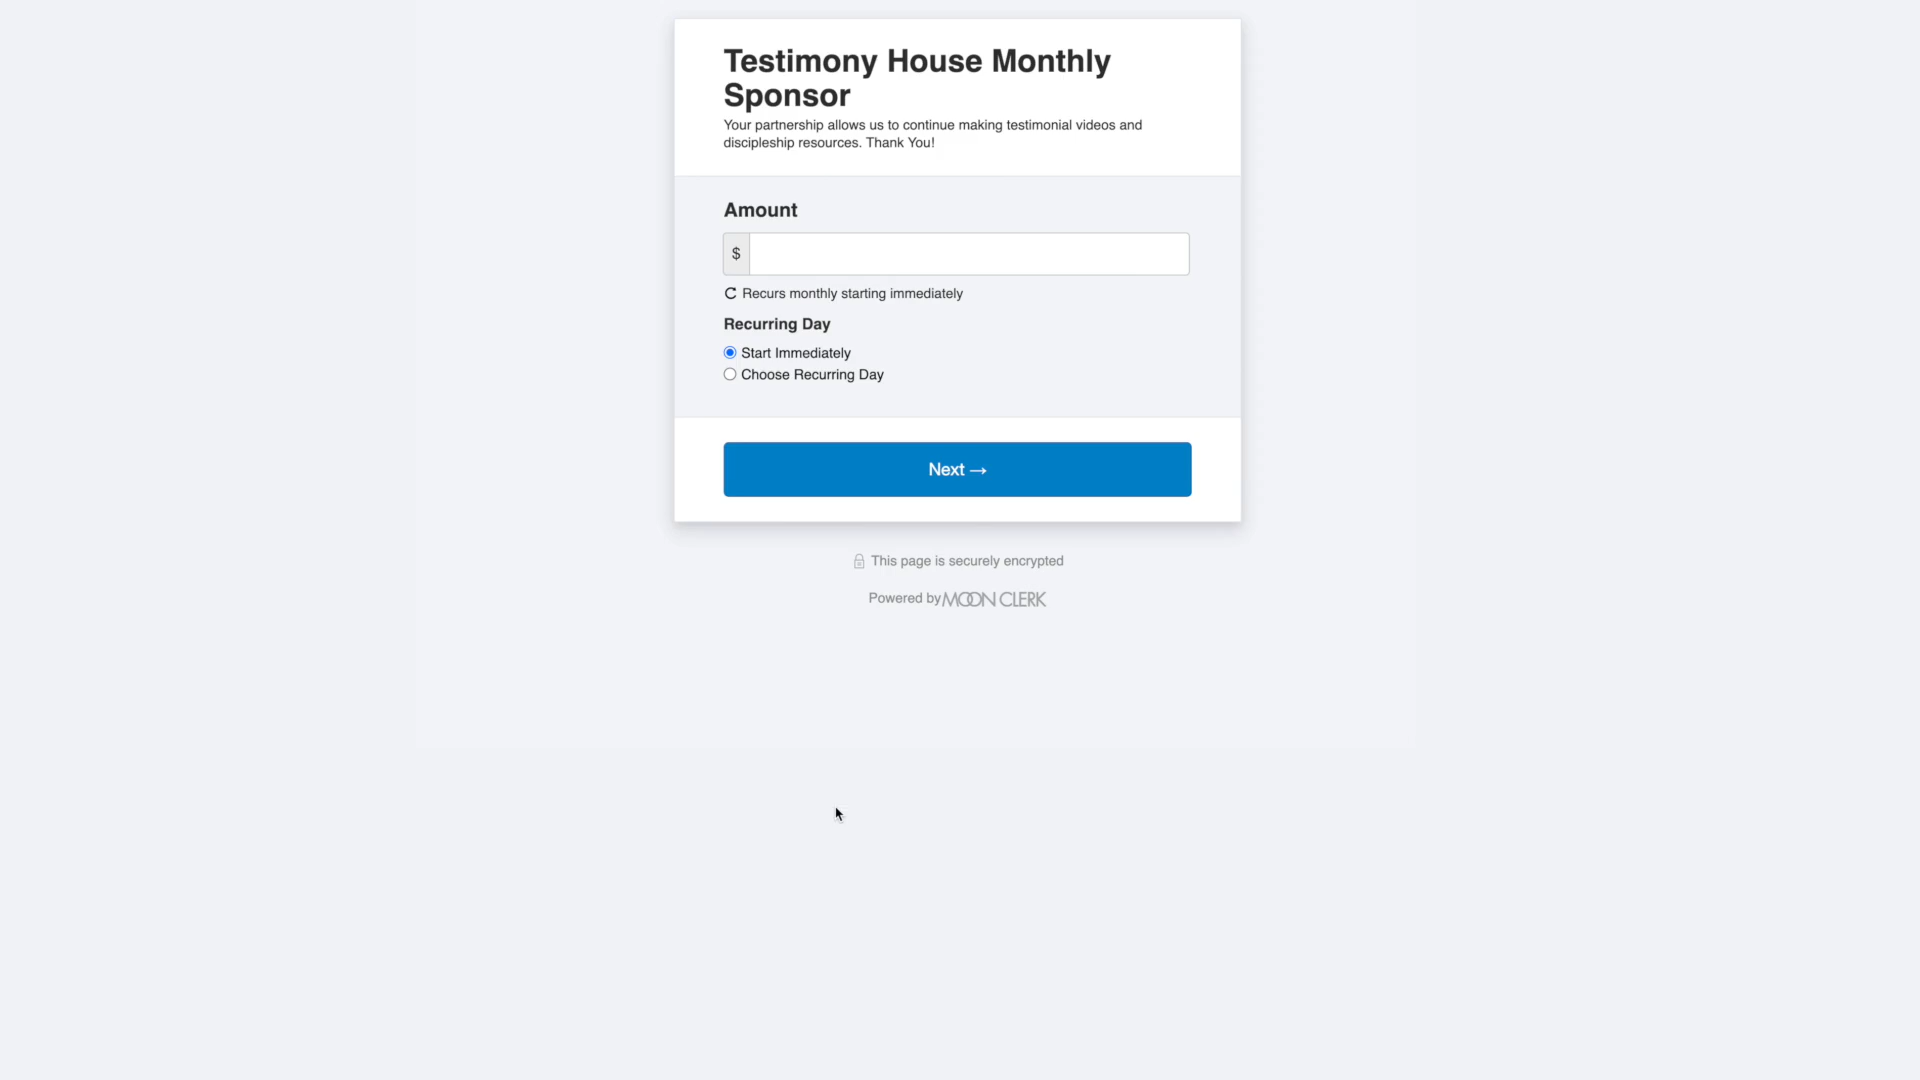 Testimony House Monthly
Sponsor
Your partnership allows us to continue making testimonial videos and
discipleship resources. Thank You!
Amount
$
Recurs monthly starting immediately
Recurring Day
Start Immediately
Choose Recurring Day
Next →
This page is securely encrypted
Powered by MOON CLERK